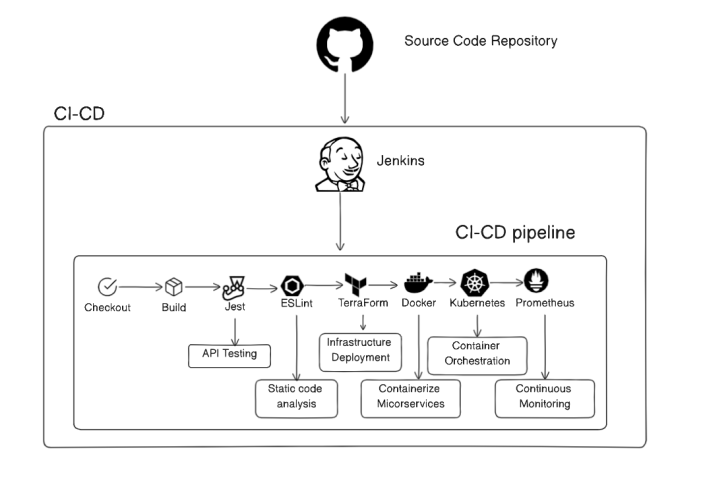 Source Code Repository
CI-CD
Jenkins
CI-CD pipeline
Checkout
Build
Jest
ESLint
TerraForm
Docker
Kubernetes
Prometheus
API Testing
Infrastructure
Deployment
Container
Orchestration
Static code
analysis
Containerize
Micorservices
Continuous
Monitoring